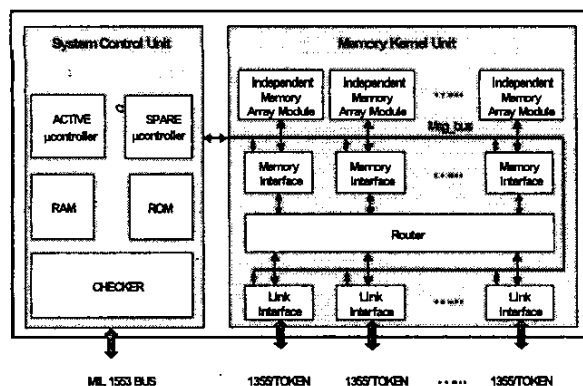 System Control Unit
Memory Kernel Unit
Independent
Memory
Array Module
Independent
Memory
Array Module
Independent
Memory
Array Module
ACTIVE
µcontroller
SPARE
µcontroller
Memory
Interface
Memory
Interface
Memory
Interface
RAM
ROM
Router
CHECKER
Link
Interface
Link
Interface
Link
Interface
MIL 1553 BUS
1355/TOKEN
1355/TOKEN
1355/TOKEN